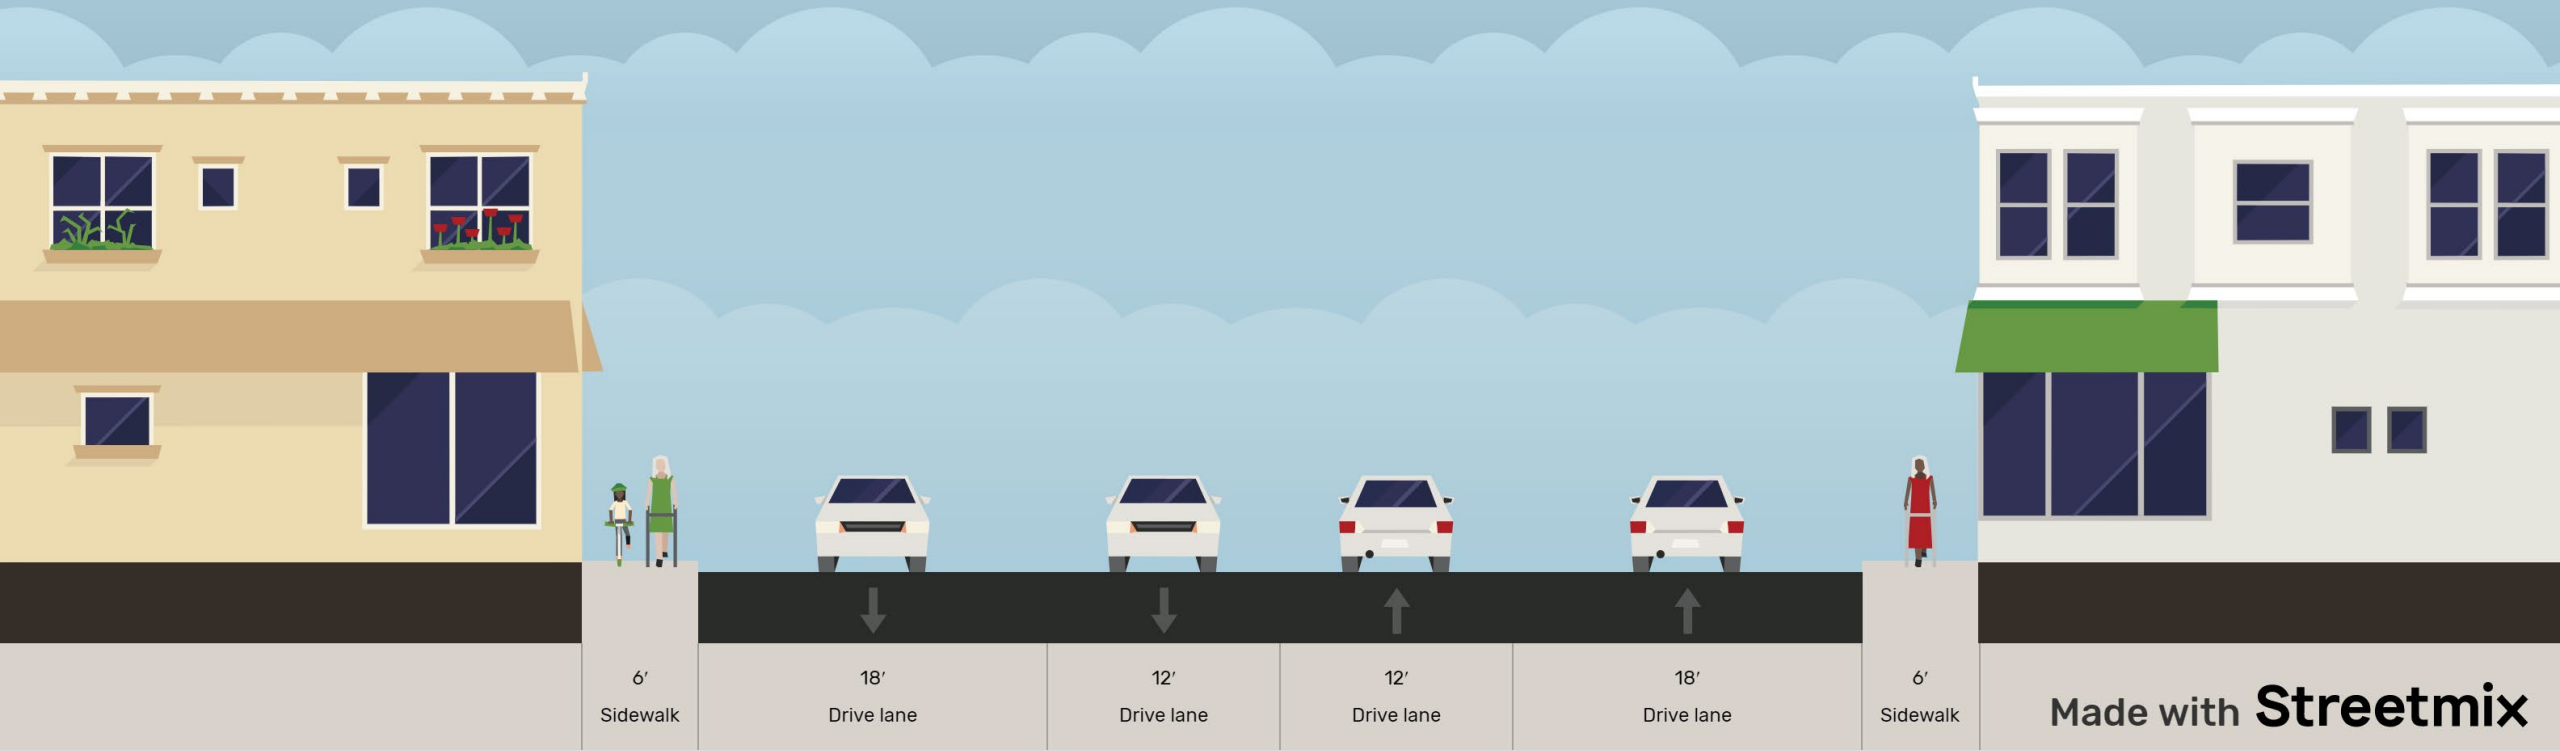 6′
Sidewalk
18′
Drive lane
12′
Drive lane
12′
Drive lane
18′
Drive lane
6′
Sidewalk
Made with Streetmix